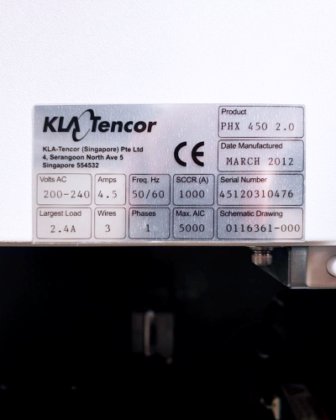 KLA Tencor
KLA-Tencor (Singapore) Pte Ltd
4, Serangoon North Ave 5
Singapore 554532
CE
Product
PHX 450 2.0
Date Manufactured
MARCH 2012
Volts AC Amps Freq. Hz SCCR (A) Serial Number
200-240 4.5 50/60 1000 45120310476
Largest Load Wires Phases Max. AIC Schematic Drawing
2.4A 3 1 5000 0116361-000